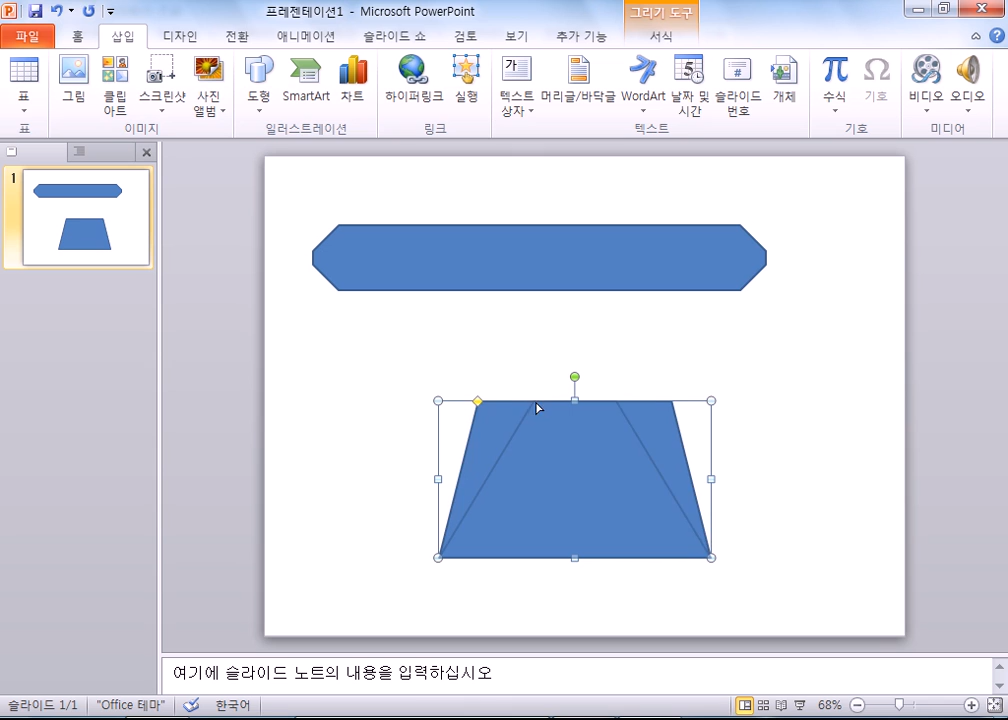 프레젠테이션1 - Microsoft PowerPoint
그리기 도구
파일 홈 삽입 디자인 전환 애니메이션 슬라이드 쇼 검토 보기 추가 기능 서식
표 그림 클립 아트 스크린샷 사진 앨범 도형 SmartArt 차트 하이퍼링크 실행 텍스트 상자 머리글/바닥글 WordArt 날짜 및 시간 슬라이드 번호 개체 수식 기호 비디오 오디오
표 이미지 일러스트레이션 링크 텍스트 기호 미디어
1
여기에 슬라이드 노트의 내용을 입력하십시오
슬라이드 1/1 "Office 테마" 한국어 68%